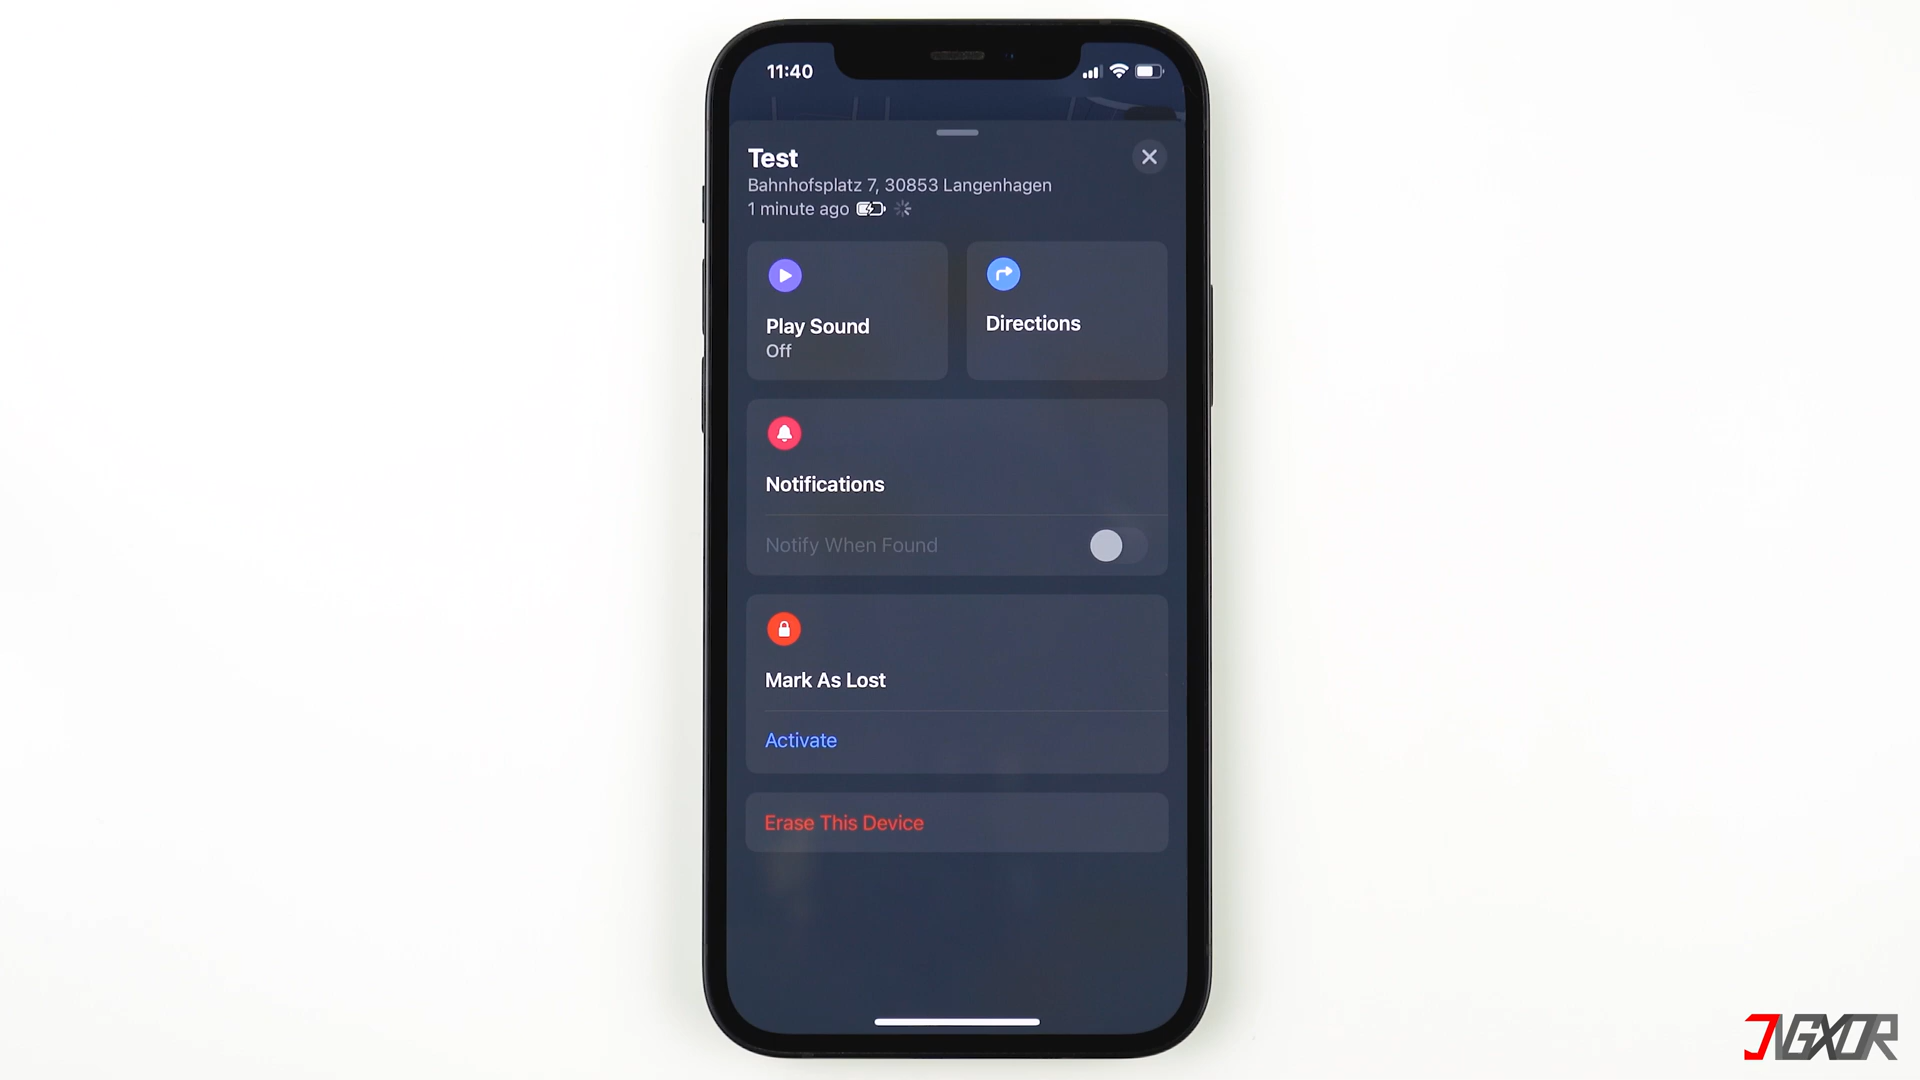 11:40
Test
Bahnhofsplatz 7, 30853 Langenhagen
1 minute ago
Play Sound
Off
Directions
Notifications
Notify When Found
Mark As Lost
Activate
Erase This Device
JVGXOR